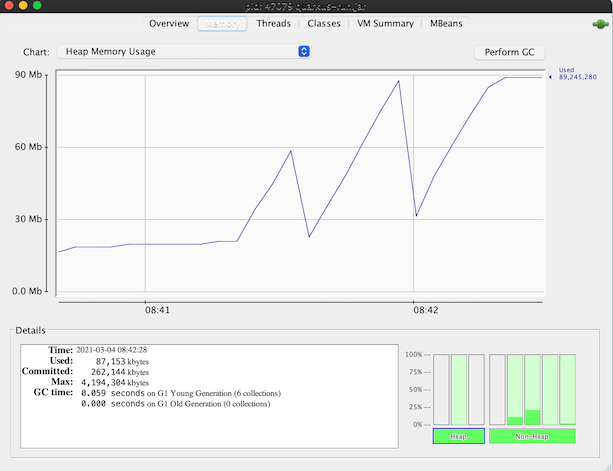 pid: 47079 quarkus-run.jar
Overview Memory Threads Classes VM Summary MBeans
Chart: Heap Memory Usage Perform GC
90 Mb
60 Mb
30 Mb
0.0 Mb
Used
89,245,280
08:41 08:42
Details
Time: 2021-03-04 08:42:28
Used: 87,153 kbytes
Committed: 262,144 kbytes
Max: 4,194,304 kbytes
GC time: 0.059 seconds on G1 Young Generation (6 collections)
0.000 seconds on G1 Old Generation (0 collections)
100% --
75% --
50% --
25% --
0% --
Heap Non-Heap